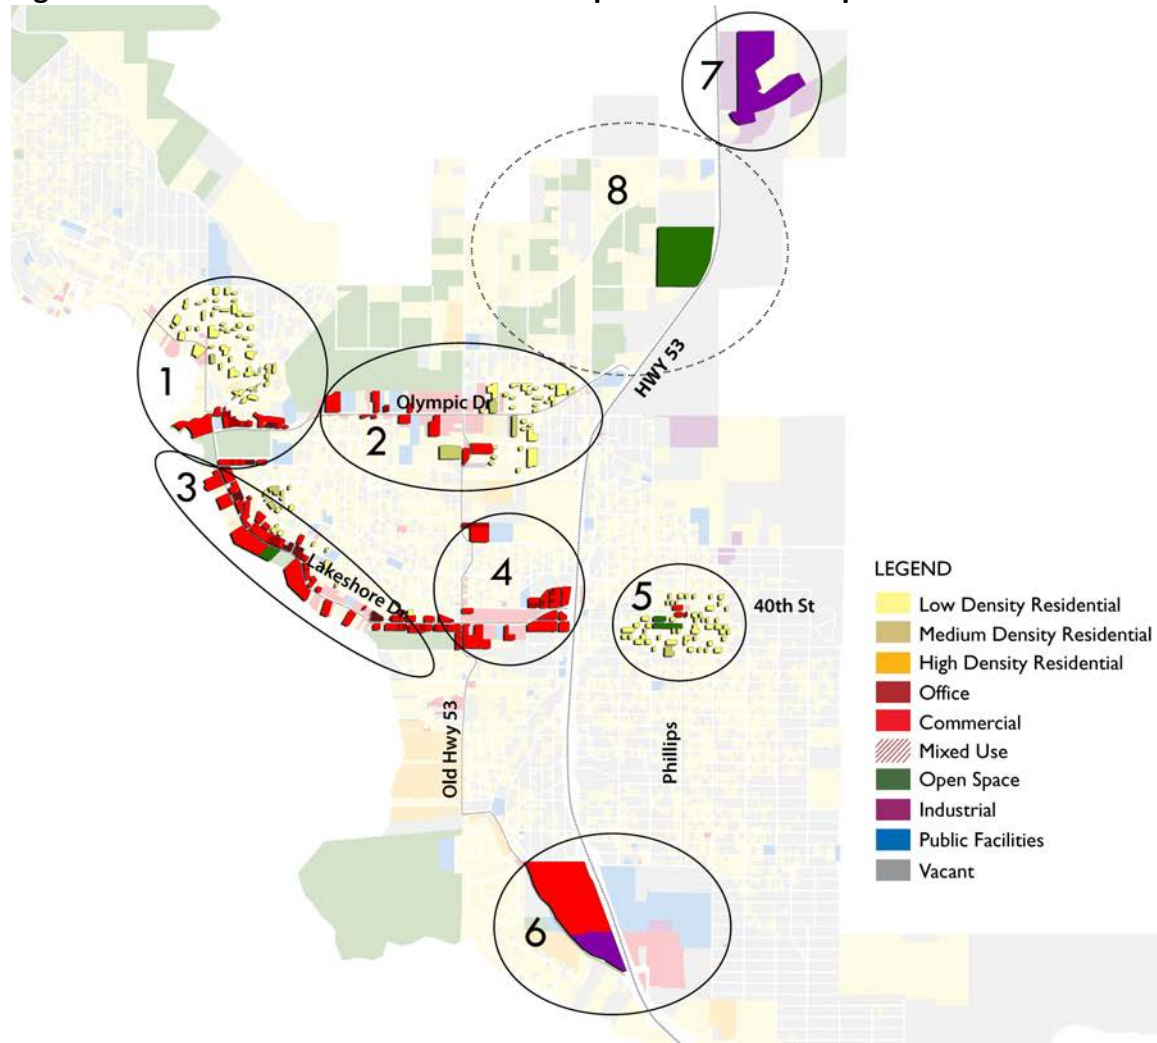 7
8
HWY 53
1
Olympic Dr
2
3
Lakeshore Dr
4
5
40th St
Old Hwy 53
Phillips
6
LEGEND
Low Density Residential
Medium Density Residential
High Density Residential
Office
Commercial
Mixed Use
Open Space
Industrial
Public Facilities
Vacant